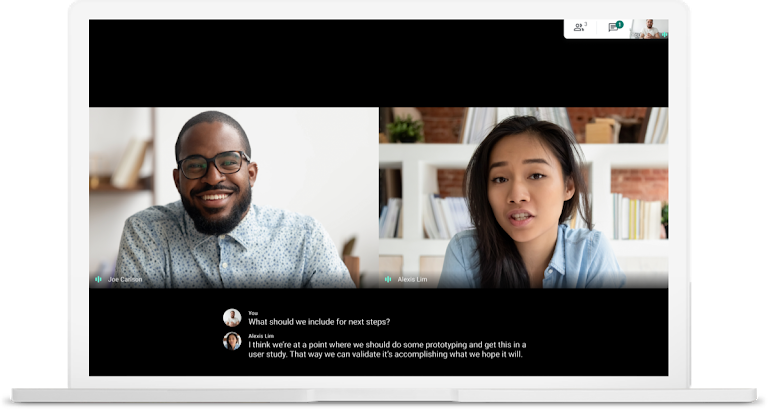 3
1
Joe Carlson
Alexis Lim
You
What should we include for next steps?
Alexis Lim
I think we're at a point where we should do some prototyping and get this in a
user study. That way we can validate it's accomplishing what we hope it will.